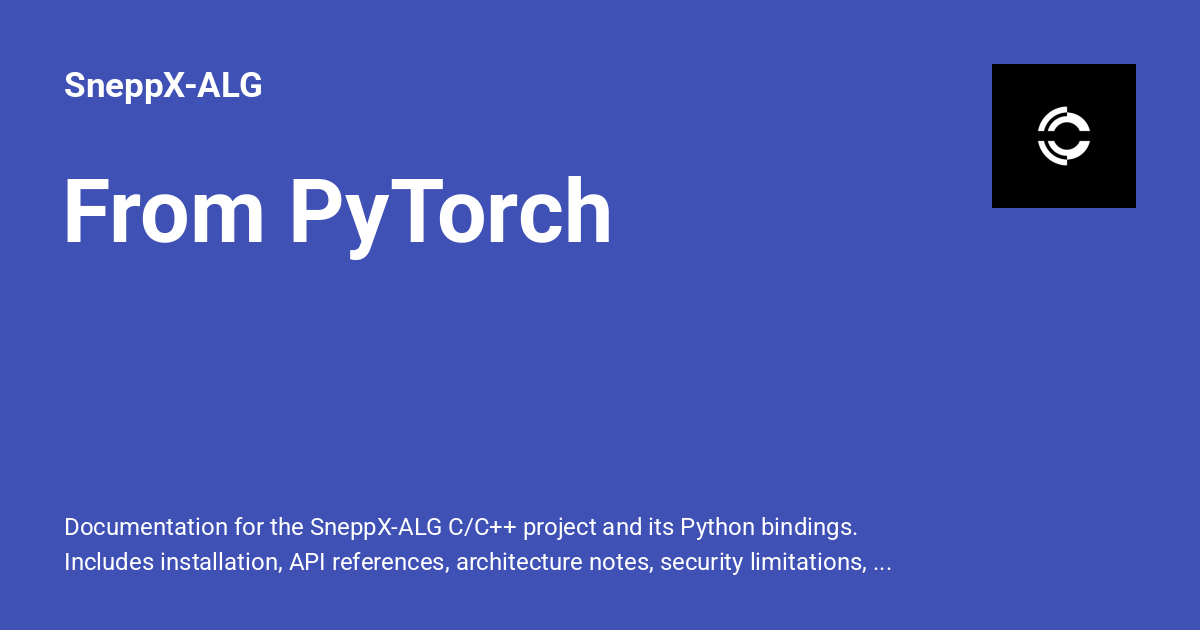 SneppX-ALG
From PyTorch
Documentation for the SneppX-ALG C/C++ project and its Python bindings.
Includes installation, API references, architecture notes, security limitations, ...